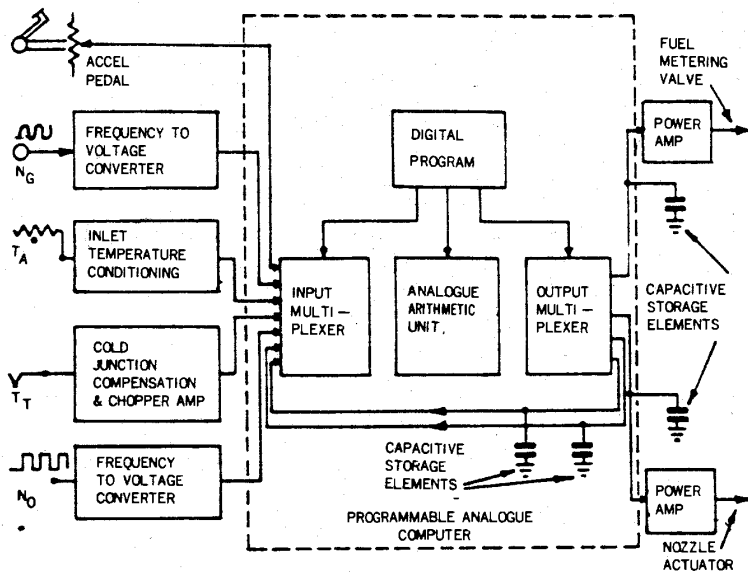 ACCEL
PEDAL
FREQUENCY TO
VOLTAGE
CONVERTER
N_G
INLET
TEMPERATURE
CONDITIONING
T_A
COLD
JUNCTION
COMPENSATION
& CHOPPER AMP
T_T
FREQUENCY
TO VOLTAGE
CONVERTER
N_O
DIGITAL
PROGRAM
INPUT
MULTI-
PLEXER
ANALOGUE
ARITHMETIC
UNIT.
OUTPUT
MULTI-
PLEXER
CAPACITIVE
STORAGE
ELEMENTS
PROGRAMMABLE ANALOGUE
COMPUTER
FUEL
METERING
VALVE
POWER
AMP
CAPACITIVE
STORAGE
ELEMENTS
POWER
AMP
NOZZLE
ACTUATOR